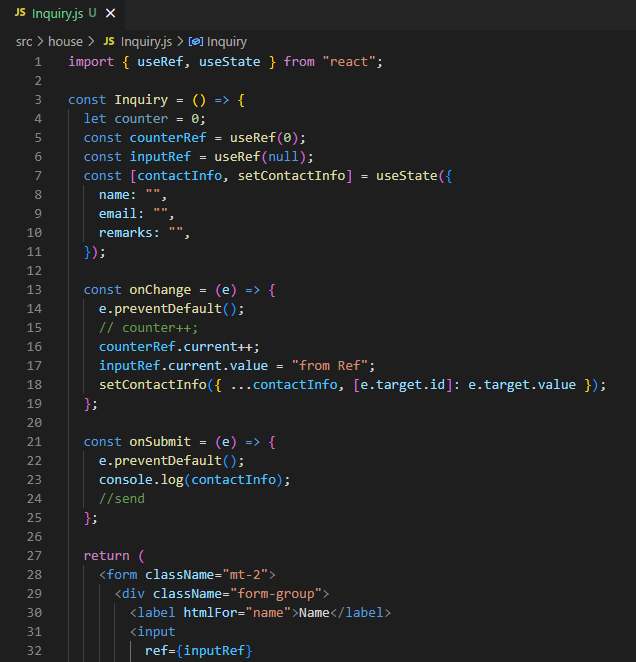 JS Inquiry.js U ×
src > house > JS Inquiry.js > Inquiry
1 import { useRef, useState } from "react";
2
3 const Inquiry = () => {
4 let counter = 0;
5 const counterRef = useRef(0);
6 const inputRef = useRef(null);
7 const [contactInfo, setContactInfo] = useState({
8 name: "",
9 email: "",
10 remarks: "",
11 });
12
13 const onChange = (e) => {
14 e.preventDefault();
15 // counter++;
16 counterRef.current++;
17 inputRef.current.value = "from Ref";
18 setContactInfo({ ...contactInfo, [e.target.id]: e.target.value });
19 };
20
21 const onSubmit = (e) => {
22 e.preventDefault();
23 console.log(contactInfo);
24 //send
25 };
26
27 return (
28 <form className="mt-2">
29 <div className="form-group">
30 <label htmlFor="name">Name</label>
31 <input
32 ref={inputRef}